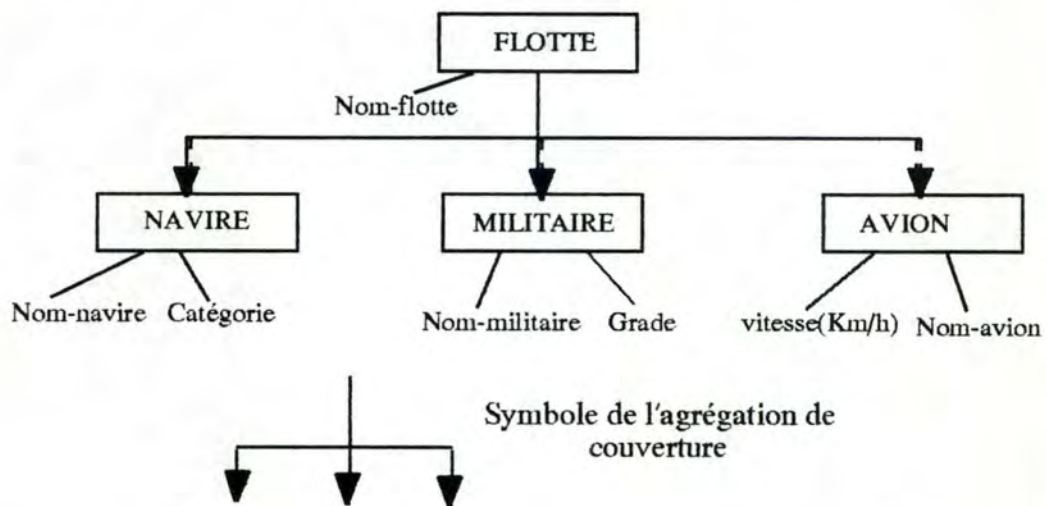 FLOTTE
Nom-flotte
NAVIRE MILITAIRE AVION
Nom-navire Catégorie Nom-militaire Grade vitesse(Km/h) Nom-avion
Symbole de l'agrégation de
couverture